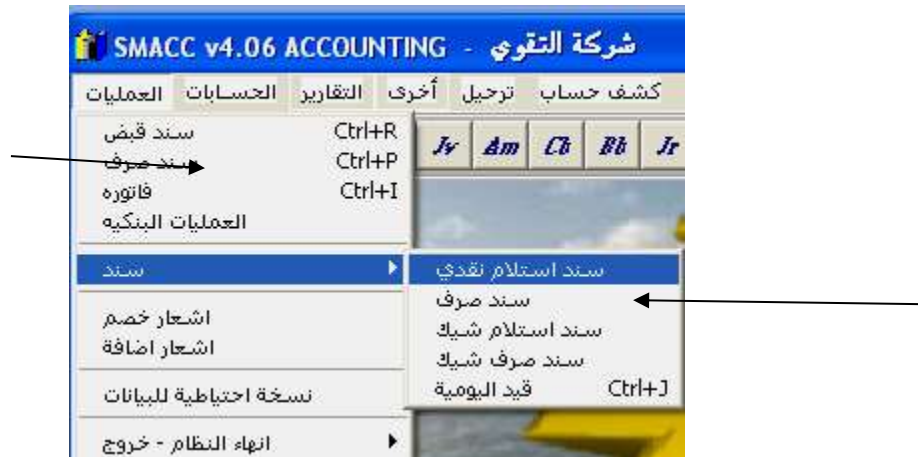 SMACC v4.06 ACCOUNTING - شركة التقوي
العمليات الحسابات التقارير أخرى ترحيل كشف حساب
Jv Am Cb Bb Jr
سند قبض Ctrl+R
سند صرف Ctrl+P
فاتوره Ctrl+I
العمليات البنكيه
سند
اشعار خصم
اشعار اضافة
نسخة احتياطية للبيانات
انهاء النظام - خروج
سند استلام نقدي
سند صرف
سند استلام شيك
سند صرف شيك
قيد اليومية Ctrl+J